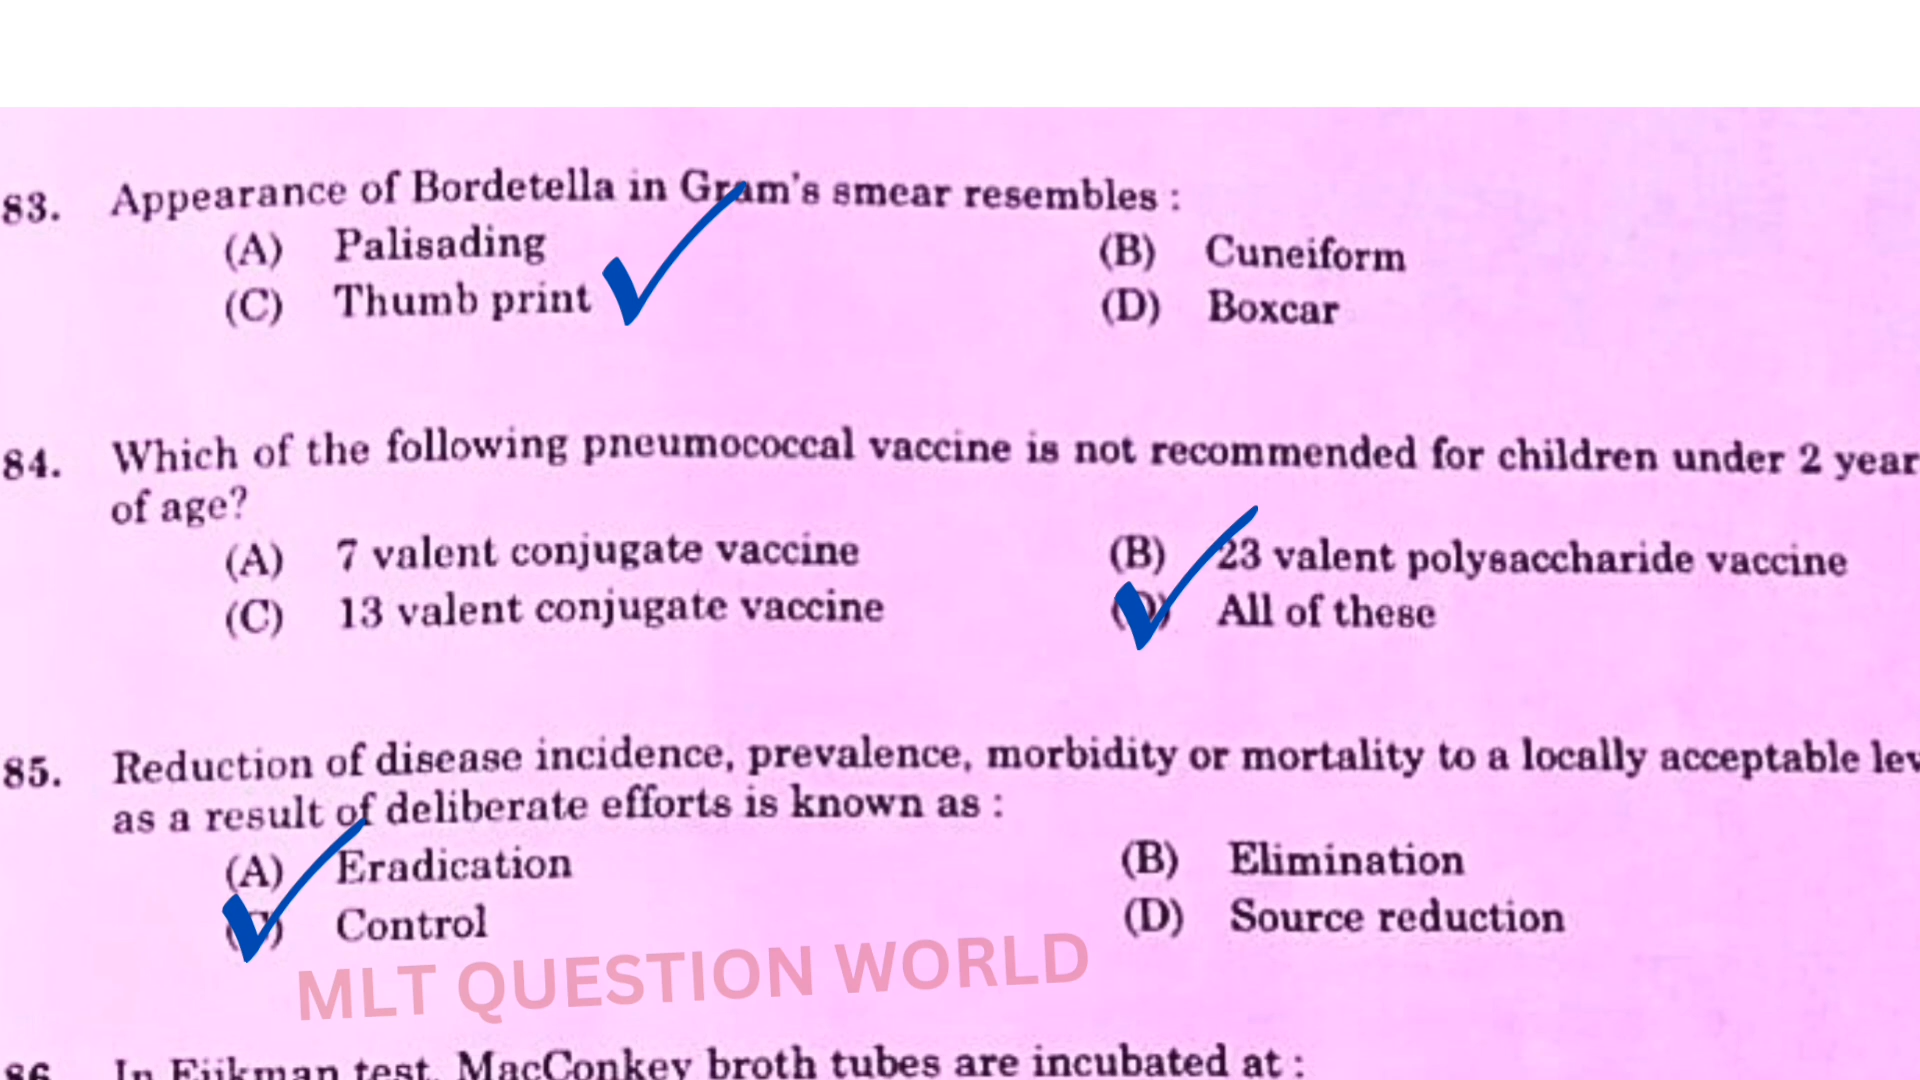 83. Appearance of Bordetella in Gram's smear resembles :
(A) Palisading (B) Cuneiform
(C) Thumb print (D) Boxcar
84. Which of the following pneumococcal vaccine is not recommended for children under 2 year
of age?
(A) 7 valent conjugate vaccine (B) 23 valent polysaccharide vaccine
(C) 13 valent conjugate vaccine (D) All of these
85. Reduction of disease incidence, prevalence, morbidity or mortality to a locally acceptable lev
as a result of deliberate efforts is known as :
(A) Eradication (B) Elimination
(C) Control (D) Source reduction
MLT QUESTION WORLD
86. In Eijkman test, MacConkey broth tubes are incubated at :